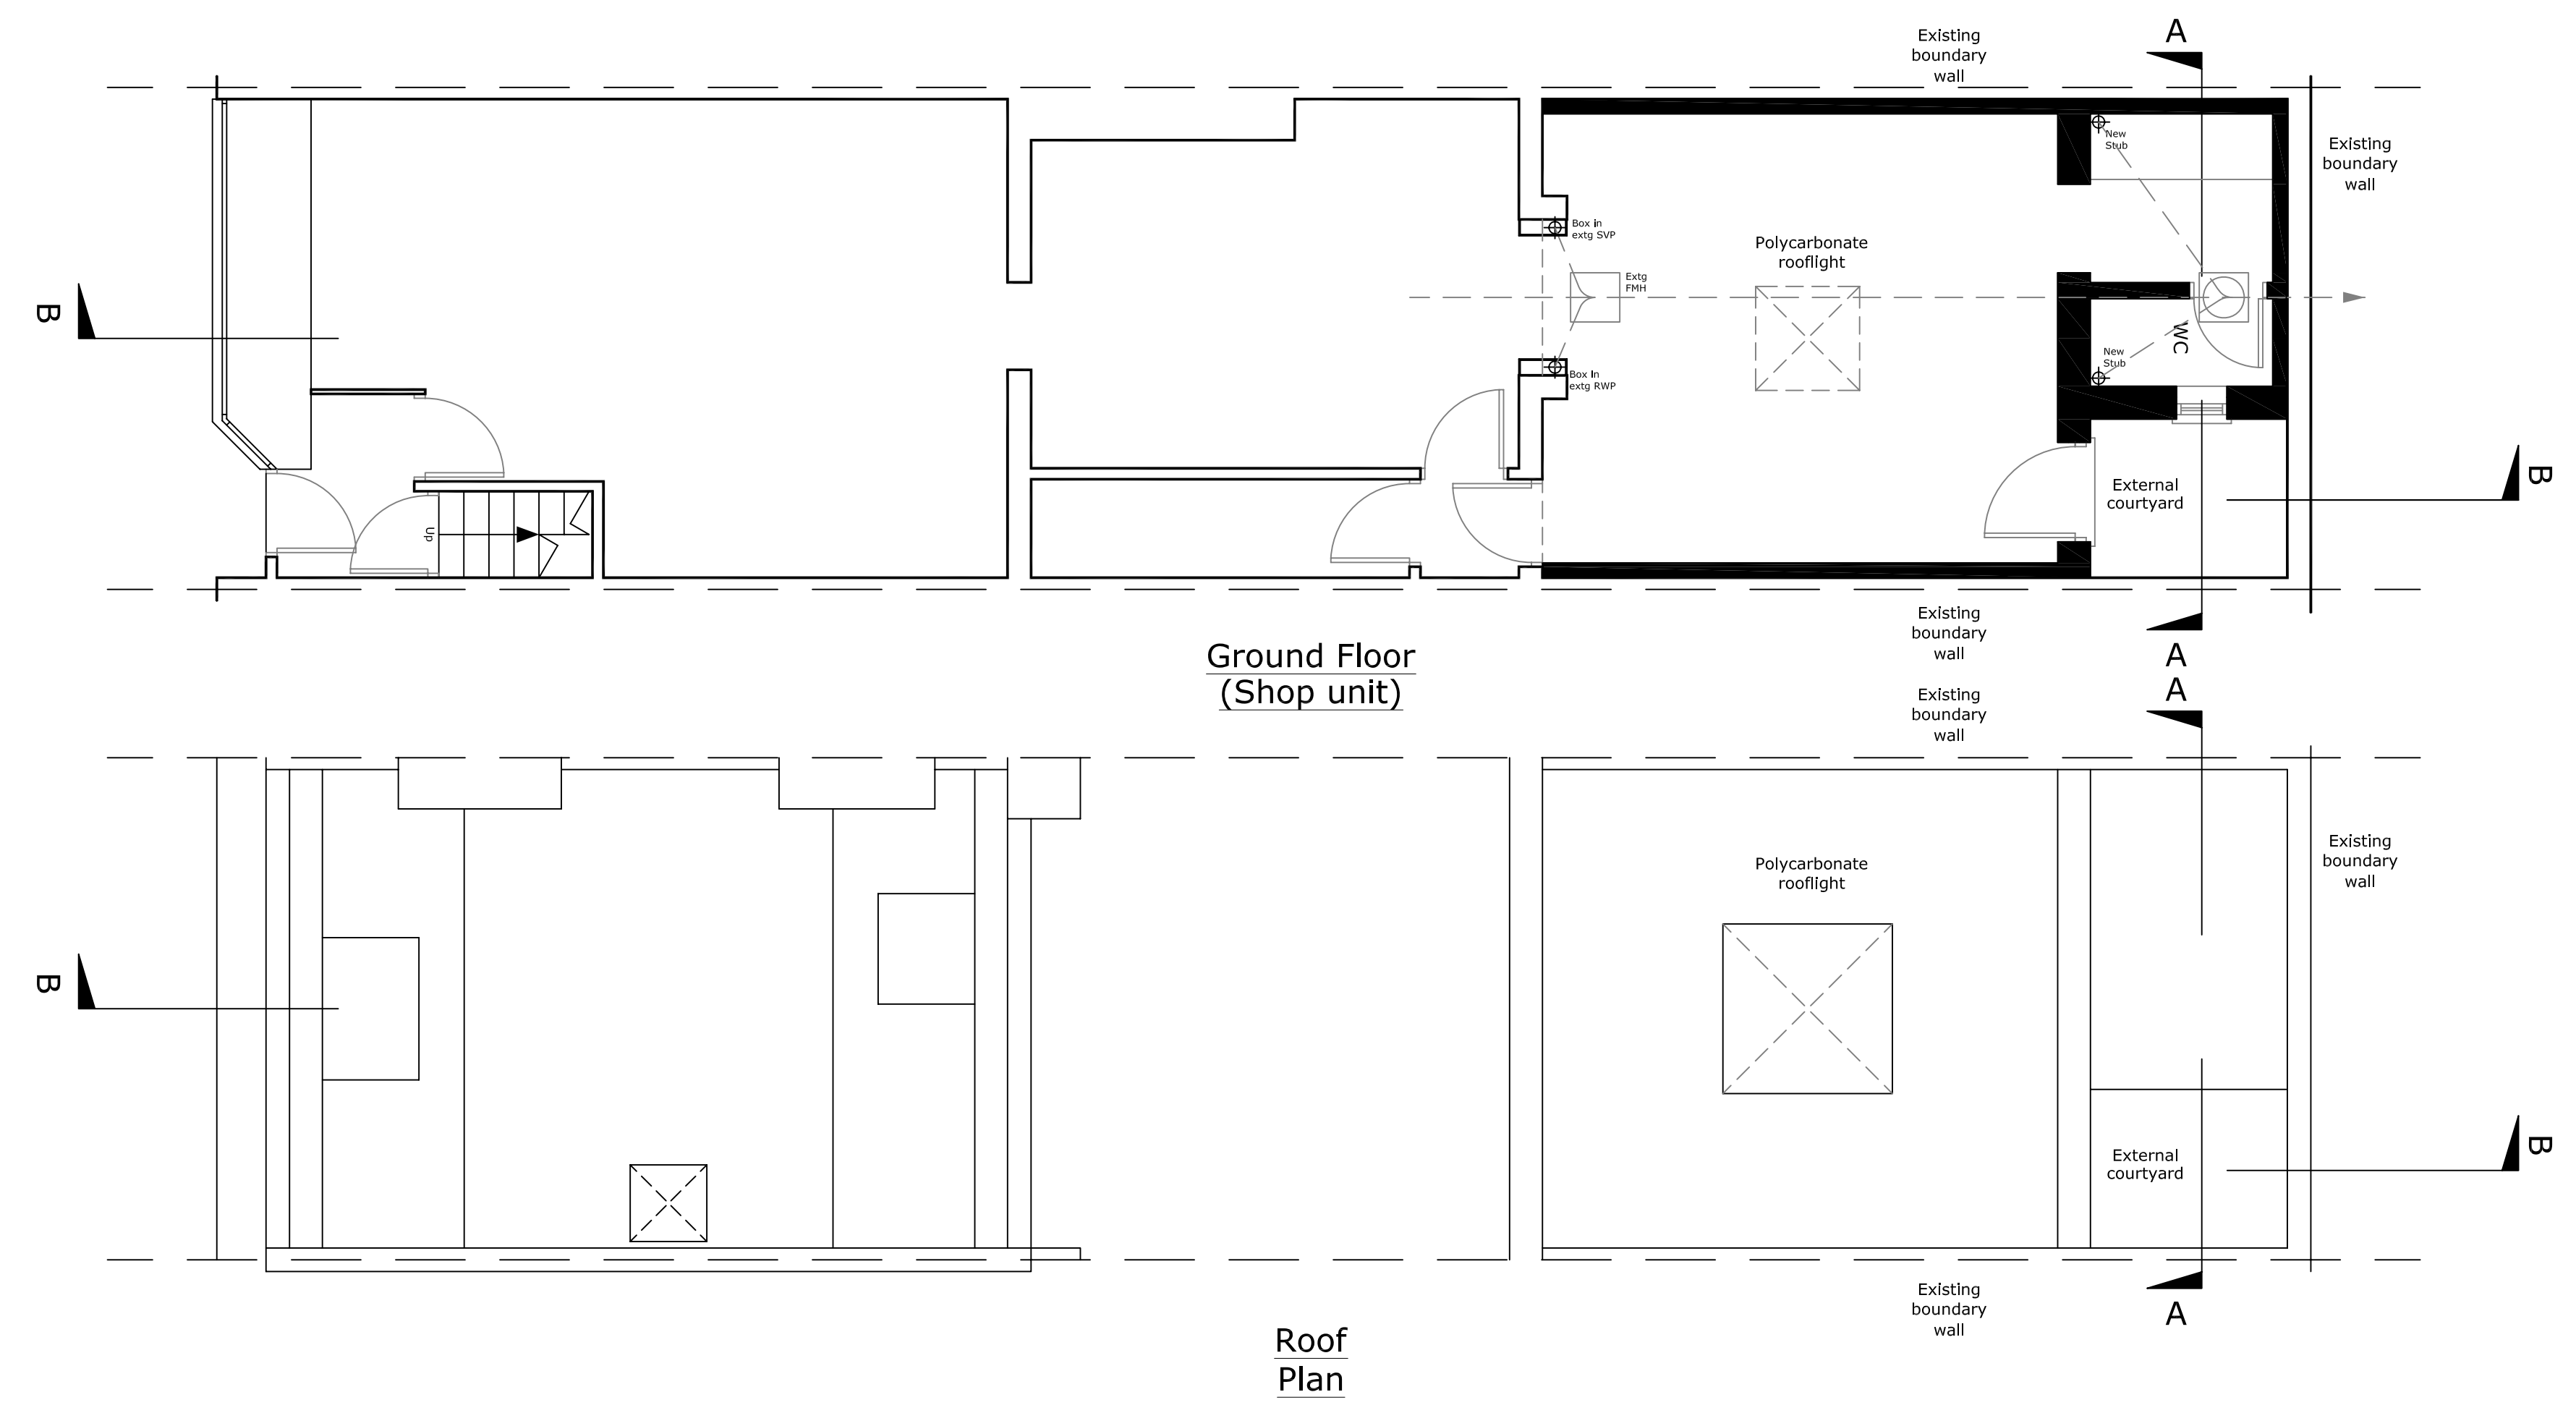 Existing
boundary
wall
A
Existing
boundary
wall
New
Stub
Box in
extg SVP
Extg
FMH
Polycarbonate
rooflight
B
WC
New
Stub
Box In
extg RWP
Up
External
courtyard
B
Existing
boundary
wall
A
Ground Floor
(Shop unit)
Existing
boundary
wall
A
Existing
boundary
wall
Polycarbonate
rooflight
B
External
courtyard
B
Existing
boundary
wall
A
Roof
Plan